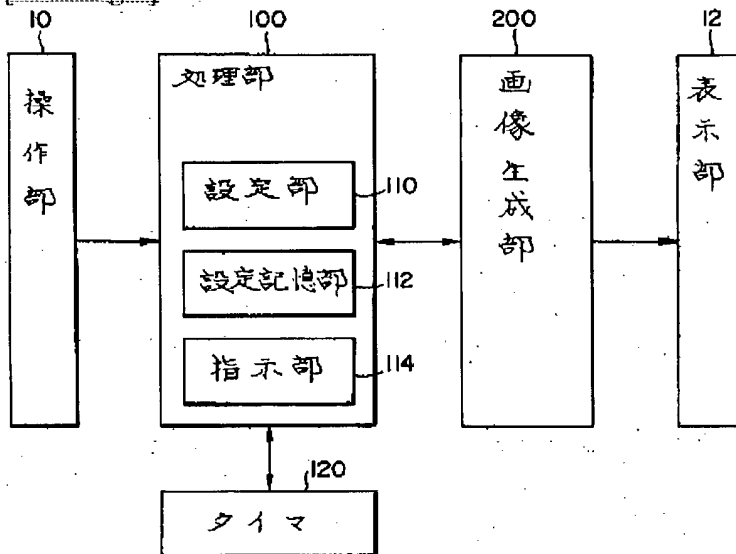 10
100
200
12
操作部
処理部
画像生成部
表示部
設定部
110
設定記憶部
112
指示部
114
120
タイマ